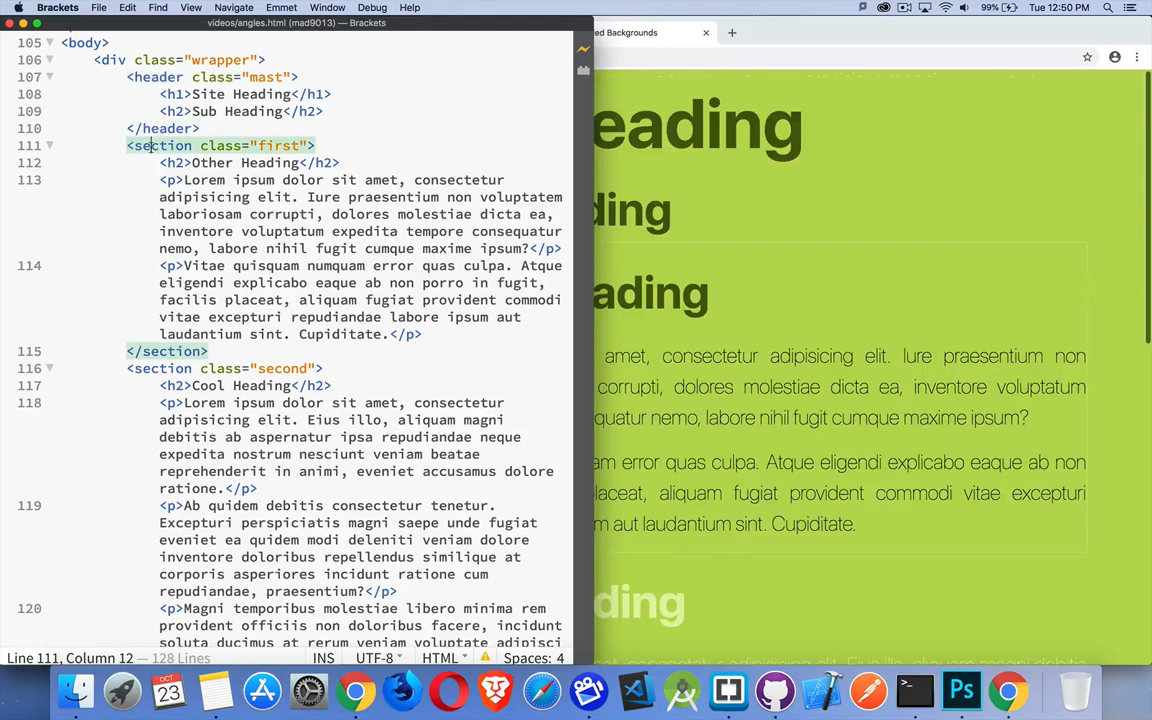 Brackets File Edit Find View Navigate Emmet Window Debug Help 99% Tue 12:50 PM
videos/angles.html (mad9013) — Brackets
ed Backgrounds
105 <body>
106 <div class="wrapper">
107 <header class="mast">
108 <h1>Site Heading</h1>
109 <h2>Sub Heading</h2>
110 </header>
111 <section class="first">
112 <h2>Other Heading</h2>
113 <p>Lorem ipsum dolor sit amet, consectetur
adipisicing elit. Iure praesentium non voluptatem
laboriosam corrupti, dolores molestiae dicta ea,
inventore voluptatum expedita tempore consequatur
nemo, labore nihil fugit cumque maxime ipsum?</p>
114 <p>Vitae quisquam numquam error quas culpa. Atque
eligendi explicabo eaque ab non porro in fugit,
facilis placeat, aliquam fugiat provident commodi
vitae excepturi repudiandae labore ipsum aut
laudantium sint. Cupiditate.</p>
115 </section>
116 <section class="second">
117 <h2>Cool Heading</h2>
118 <p>Lorem ipsum dolor sit amet, consectetur
adipisicing elit. Eius illo, aliquam magni
debitis ab aspernatur ipsa repudiandae neque
expedita nostrum nesciunt veniam beatae
reprehenderit in animi, eveniet accusamus dolore
ratione.</p>
119 <p>Ab quidem debitis consectetur tenetur.
Excepturi perspiciatis magni saepe unde fugiat
eveniet ea quidem modi deleniti veniam dolore
inventore doloribus repellendus similique at
corporis asperiores incidunt ratione cum
repudiandae, praesentium?</p>
120 <p>Magni temporibus molestiae libero minima rem
provident officiis non doloribus facere, incidunt
soluta ducimus at rerum veniam voluptate adipisci
Line 111, Column 12 — 128 Lines INS UTF-8 HTML Spaces: 4
eading
ding
ading
amet, consectetur adipisicing elit. Iure praesentium non
corrupti, dolores molestiae dicta ea, inventore voluptatum
quatur nemo, labore nihil fugit cumque maxime ipsum?
am error quas culpa. Atque eligendi explicabo eaque ab non
placeat, aliquam fugiat provident commodi vitae excepturi
m aut laudantium sint. Cupiditate.
ding
OCT
23
Ps